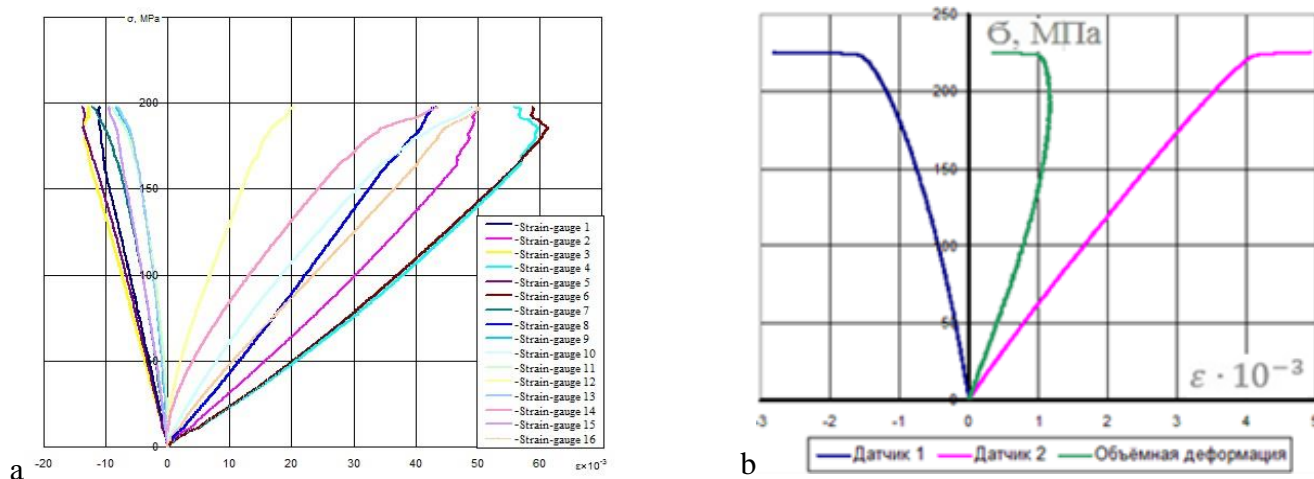 σ, MPa
200
150
100
50
0
-20 -10 0 10 20 30 40 50 60
ε×10⁻³
Strain-gauge 1
Strain-gauge 2
Strain-gauge 3
Strain-gauge 4
Strain-gauge 5
Strain-gauge 6
Strain-gauge 7
Strain-gauge 8
Strain-gauge 9
Strain-gauge 10
Strain-gauge 11
Strain-gauge 12
Strain-gauge 13
Strain-gauge 14
Strain-gauge 15
Strain-gauge 16
a
250
Ϭ, МПа
200
150
100
50
0
ε · 10⁻³
-3 -2 -1 0 1 2 3 4 5
Датчик 1 Датчик 2 Объёмная деформация
b